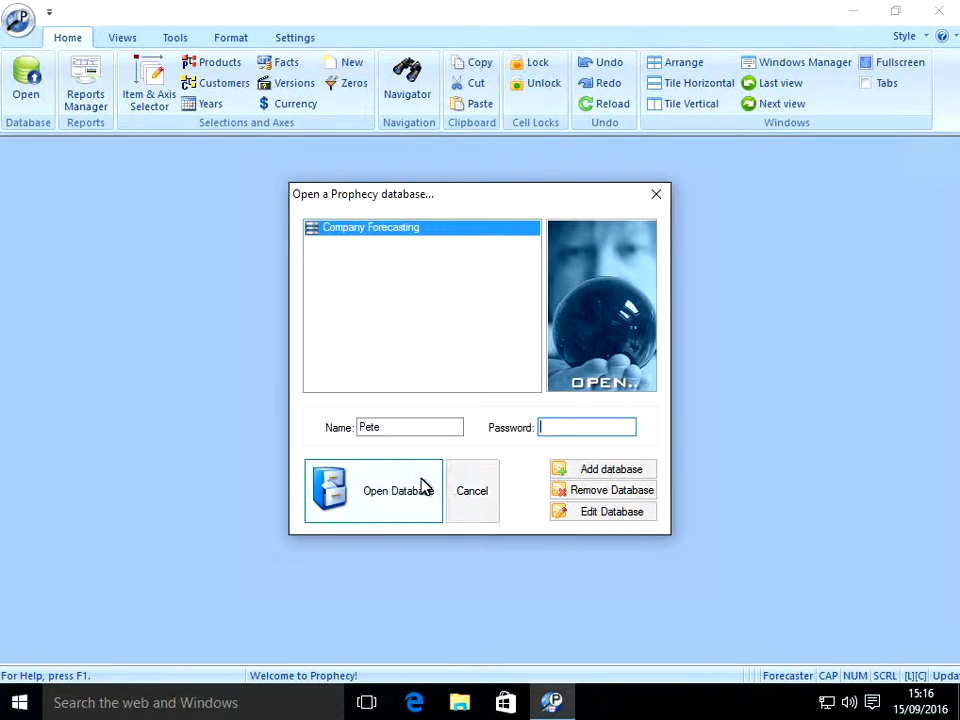 Home Views Tools Format Settings Style
Open
Database
Reports
Manager
Reports
Item & Axis
Selector
Products Facts New
Customers Versions Zeros
Years Currency
Selections and Axes
Navigator
Navigation
Copy
Cut
Paste
Clipboard
Lock
Unlock
Cell Locks
Undo
Redo
Reload
Undo
Arrange Windows Manager Fullscreen
Tile Horizontal Last view Tabs
Tile Vertical Next view
Windows
Open a Prophecy database...
Company Forecasting
OPEN..
Name: Pete Password:
Open Database
Cancel
Add database
Remove Database
Edit Database
For Help, press F1. Welcome to Prophecy! Forecaster CAP NUM SCRL [L][C] Upda
Search the web and Windows
15:16
15/09/2016